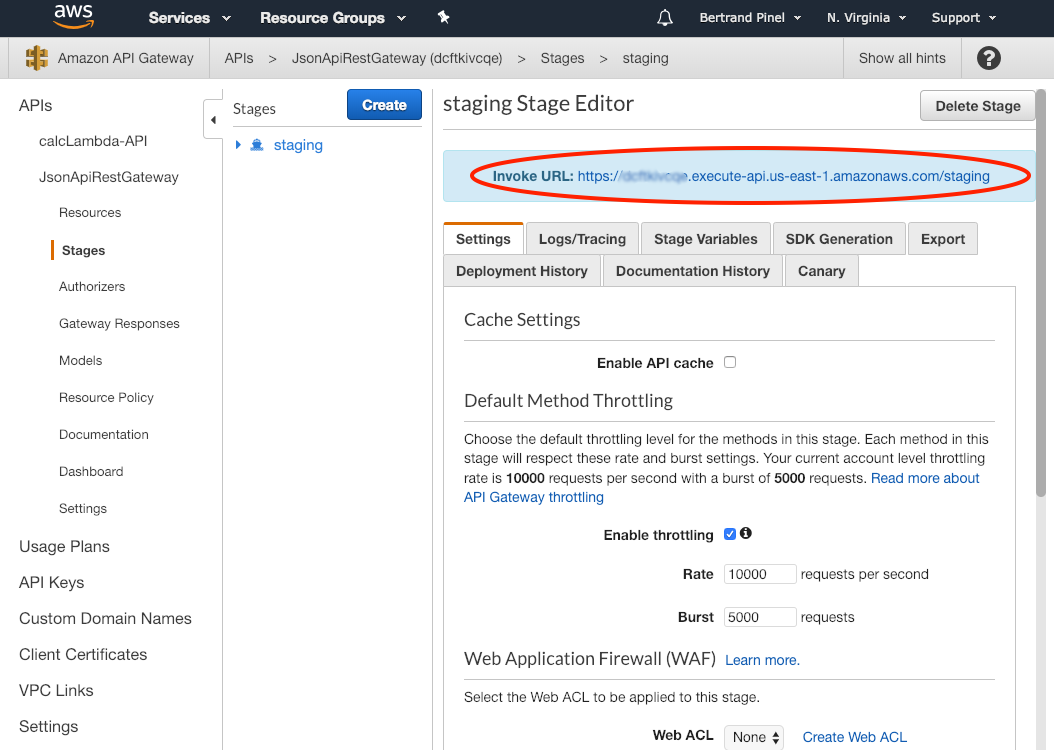 aws
Services
Resource Groups
Bertrand Pinel
N. Virginia
Support
Amazon API Gateway
APIs > JsonApiRestGateway (dcftkivcqe) > Stages > staging
Show all hints
?
APIs
calcLambda-API
JsonApiRestGateway
Resources
Stages
Authorizers
Gateway Responses
Models
Resource Policy
Documentation
Dashboard
Settings
Usage Plans
API Keys
Custom Domain Names
Client Certificates
VPC Links
Settings
Stages
Create
staging
staging Stage Editor
Delete Stage
Invoke URL: https:// .execute-api.us-east-1.amazonaws.com/staging
Settings
Logs/Tracing
Stage Variables
SDK Generation
Export
Deployment History
Documentation History
Canary
Cache Settings
Enable API cache
Default Method Throttling
Choose the default throttling level for the methods in this stage. Each method in this
stage will respect these rate and burst settings. Your current account level throttling
rate is 10000 requests per second with a burst of 5000 requests. Read more about
API Gateway throttling
Enable throttling
Rate 10000 requests per second
Burst 5000 requests
Web Application Firewall (WAF) Learn more.
Select the Web ACL to be applied to this stage.
Web ACL None Create Web ACL